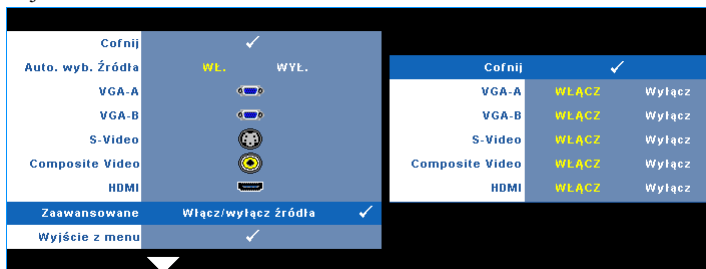 Cofnij
Auto. wyb. Źródła WŁ. WYŁ.
VGA-A
VGA-B
S-Video
Composite Video
HDMI
Zaawansowane Włącz/wyłącz źródła
Wyjście z menu
Cofnij
VGA-A WŁĄCZ Wyłącz
VGA-B WŁĄCZ Wyłącz
S-Video WŁĄCZ Wyłącz
Composite Video WŁĄCZ Wyłącz
HDMI WŁĄCZ Wyłącz